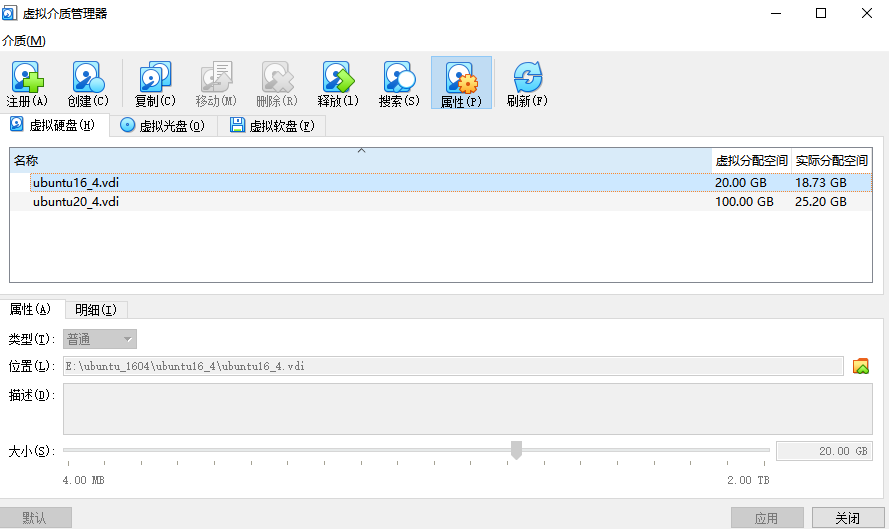 虚拟介质管理器
介质(M)
注册(A) 创建(C) 复制(C) 移动(M) 删除(R) 释放(l) 搜索(S) 属性(P) 刷新(F)
虚拟硬盘(H) 虚拟光盘(O) 虚拟软盘(F)
名称 虚拟分配空间 实际分配空间
ubuntu16_4.vdi 20.00 GB 18.73 GB
ubuntu20_4.vdi 100.00 GB 25.20 GB
属性(A) 明细(I)
类型(T): 普通
位置(L): E:\ubuntu_1604\ubuntu16_4\ubuntu16_4.vdi
描述(D):
大小(S): 20.00 GB
4.00 MB 2.00 TB
默认 应用 关闭